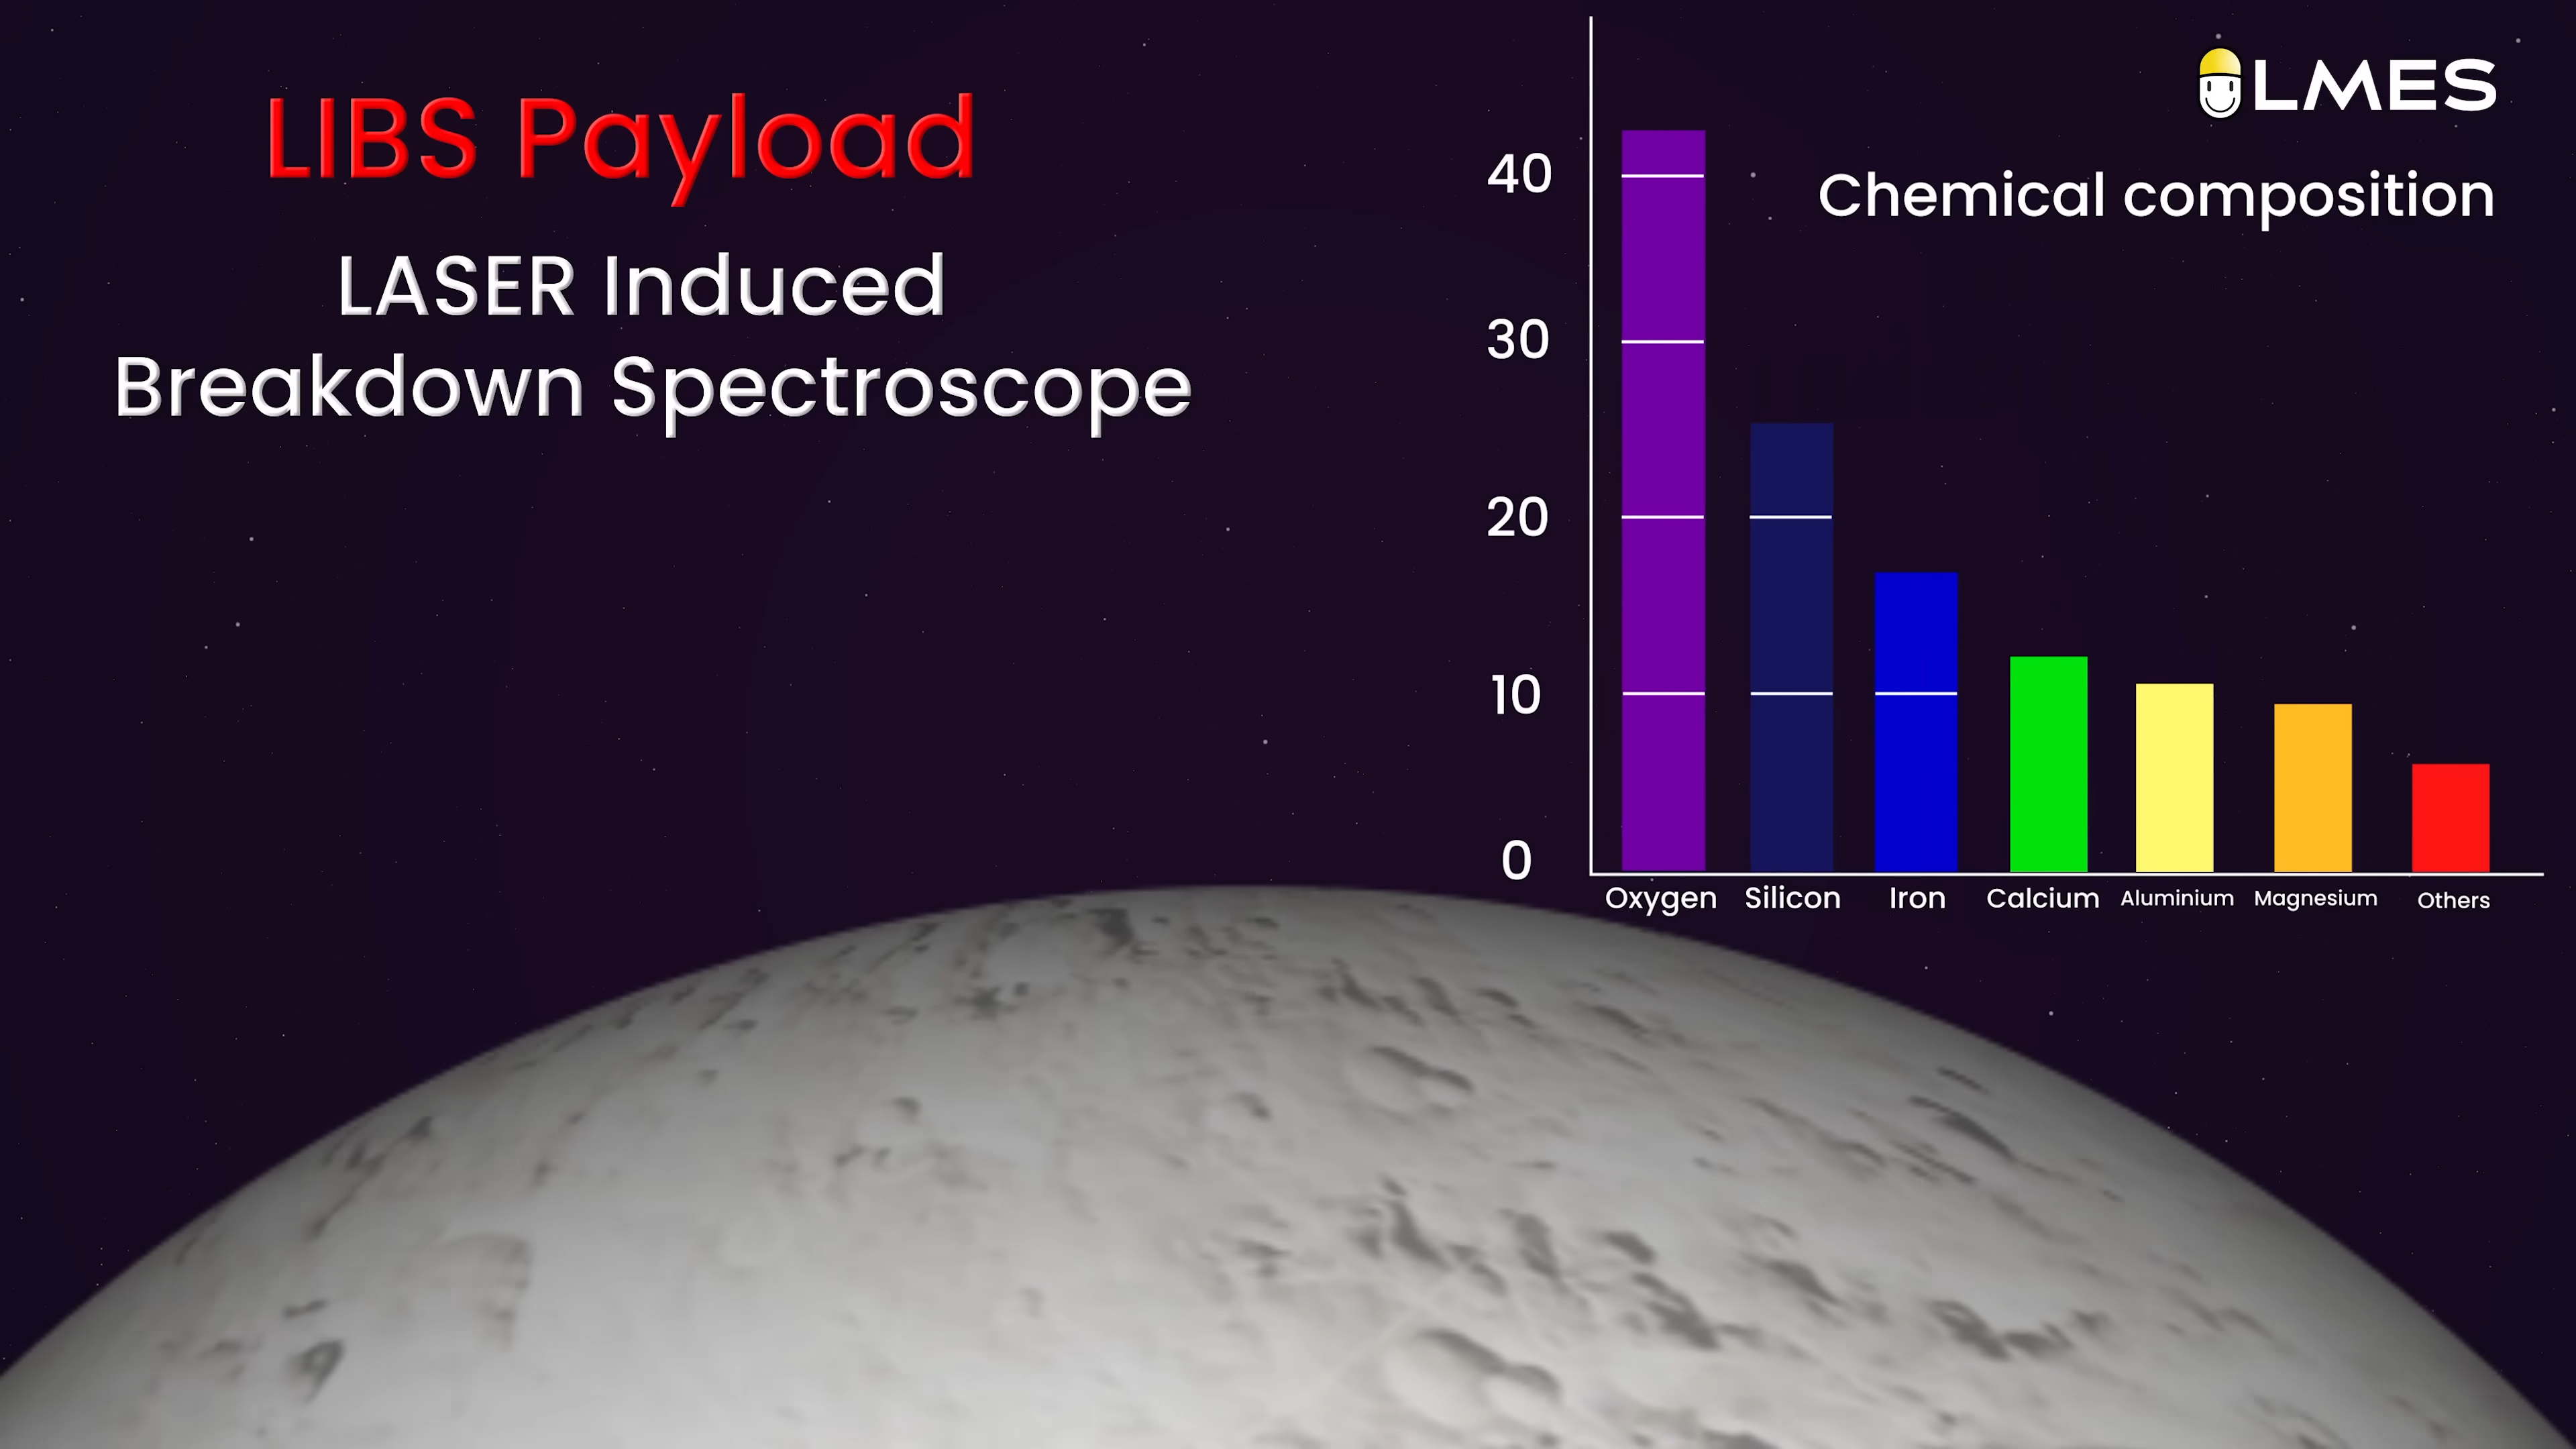 LIBS Payload
LASER Induced
Breakdown Spectroscope
LMES
Chemical composition
40
30
20
10
0
Oxygen Silicon Iron Calcium Aluminium Magnesium Others